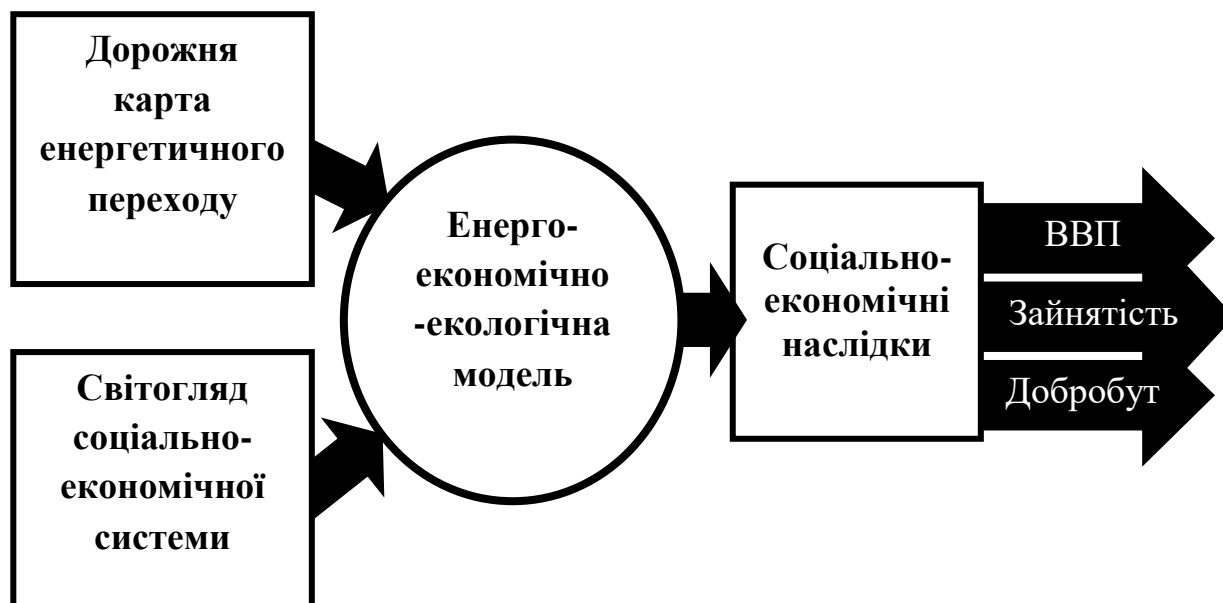 Дорожня
карта
енергетичного
переходу
Світогляд
соціально-
економічної
системи
Енерго-
економічно
-екологічна
модель
Соціально-
економічні
наслідки
ВВП
Зайнятість
Добробут